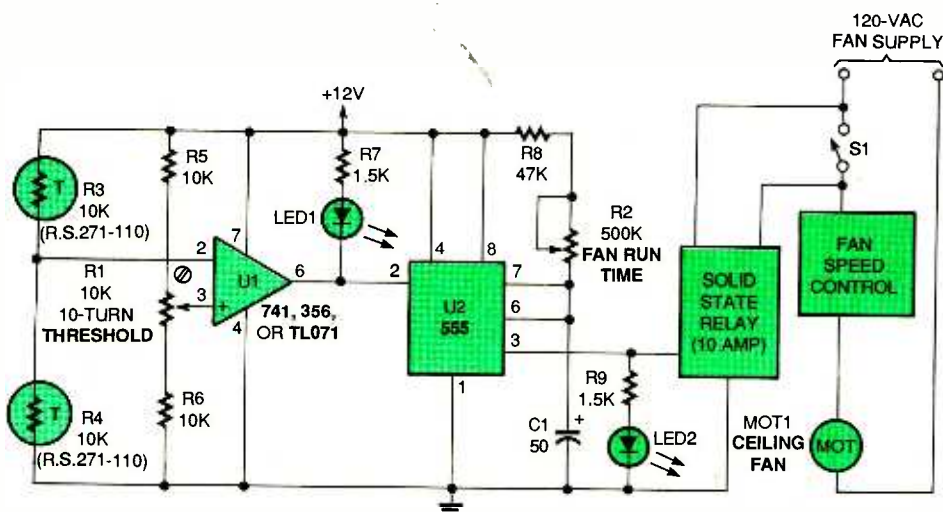 120-VAC
FAN SUPPLY
+12V
R5
10K
R7
1.5K
R8
47K
S1
T
R3
10K
(R.S.271-110)
LED1
R2
500K
FAN RUN
TIME
FAN
SPEED
CONTROL
R1
10K
10-TURN
THRESHOLD
2
7
3
+
4
U1
6
741, 356,
OR TL071
2
4
8
7
6
3
1
U2
555
SOLID
STATE
RELAY
(10 AMP)
T
R4
10K
(R.S.271-110)
R6
10K
C1
50
+
R9
1.5K
LED2
MOT1
CEILING
FAN
MOT